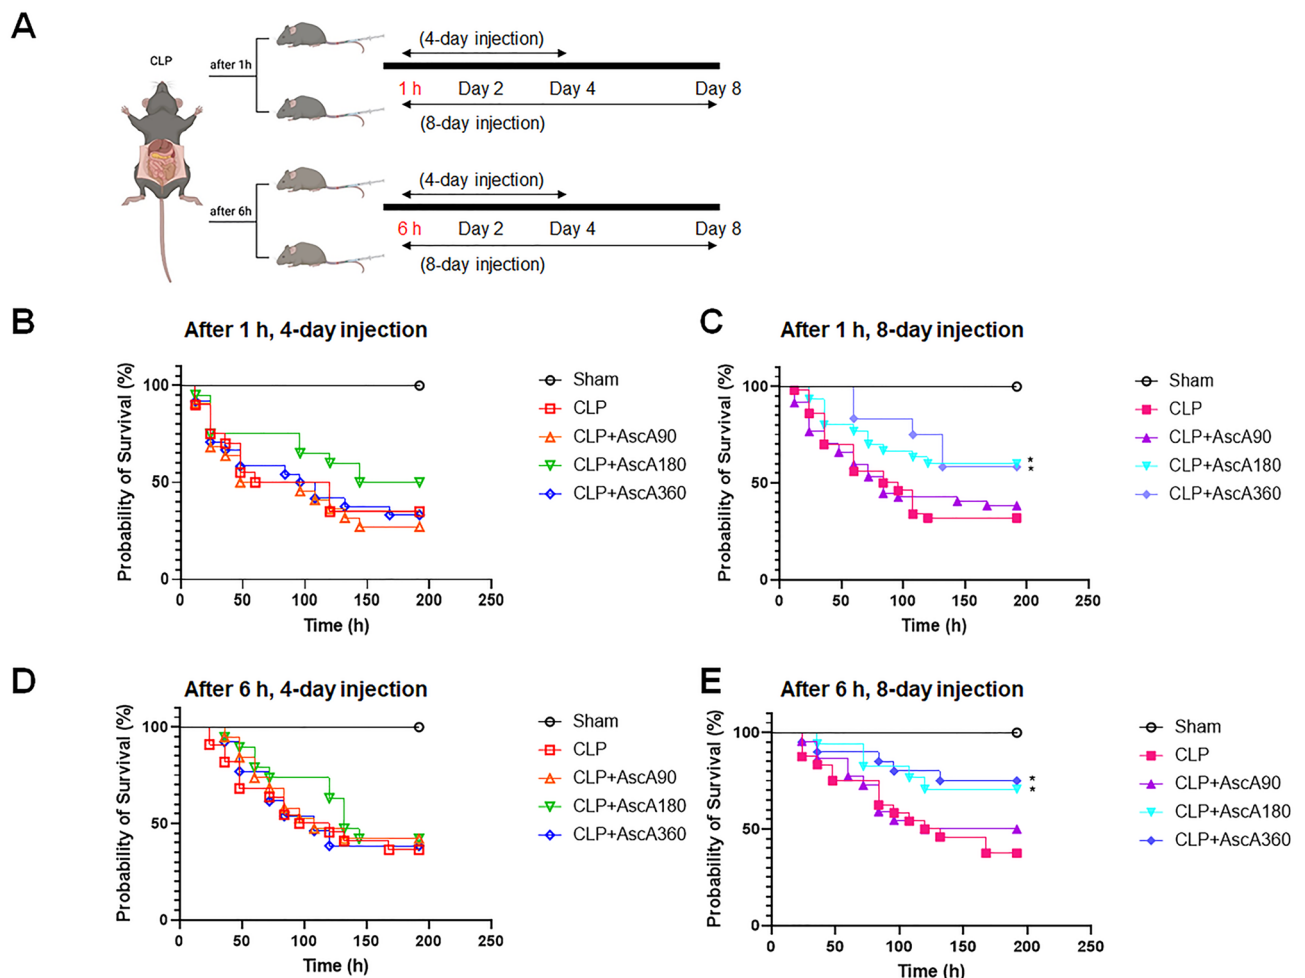 A
CLP
after 1h
(4-day injection)
1 h Day 2 Day 4 Day 8
(8-day injection)
after 6h
(4-day injection)
6 h Day 2 Day 4 Day 8
(8-day injection)
B
After 1 h, 4-day injection
Probability of Survival (%)
100
50
0
0 50 100 150 200 250
Time (h)
Sham
CLP
CLP+AscA90
CLP+AscA180
CLP+AscA360
C
After 1 h, 8-day injection
Probability of Survival (%)
100
50
0
0 50 100 150 200 250
Time (h)
*
*
Sham
CLP
CLP+AscA90
CLP+AscA180
CLP+AscA360
D
After 6 h, 4-day injection
Probability of Survival (%)
100
50
0
0 50 100 150 200 250
Time (h)
Sham
CLP
CLP+AscA90
CLP+AscA180
CLP+AscA360
E
After 6 h, 8-day injection
Probability of Survival (%)
100
50
0
0 50 100 150 200 250
Time (h)
*
*
Sham
CLP
CLP+AscA90
CLP+AscA180
CLP+AscA360